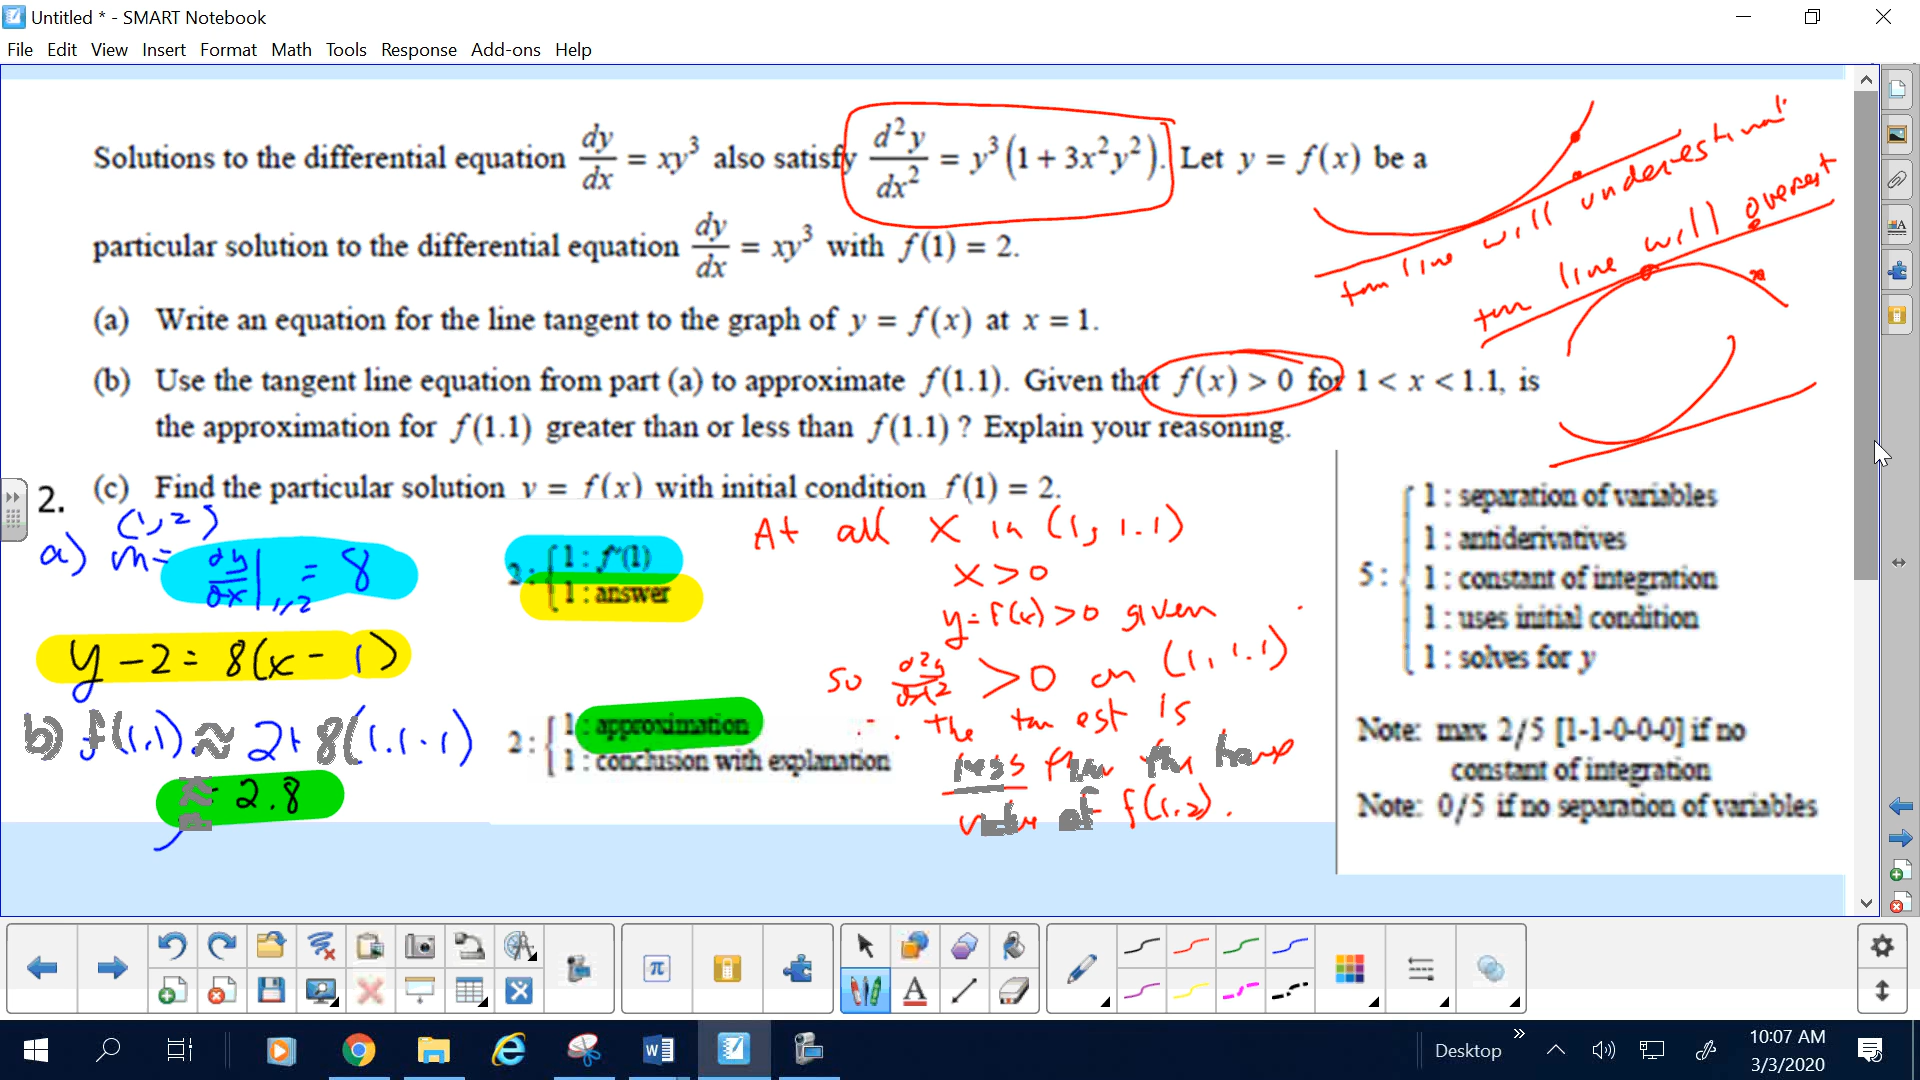 Untitled * - SMART Notebook
File Edit View Insert Format Math Tools Response Add-ons Help
Solutions to the differential equation dy/dx = xy³ also satisfy d²y/dx² = y³(1 + 3x²y²). Let y = f(x) be a
particular solution to the differential equation dy/dx = xy³ with f(1) = 2.
(a) Write an equation for the line tangent to the graph of y = f(x) at x = 1.
(b) Use the tangent line equation from part (a) to approximate f(1.1). Given that f(x) > 0 for 1 < x < 1.1, is
the approximation for f(1.1) greater than or less than f(1.1) ? Explain your reasoning.
(c) Find the particular solution y = f(x) with initial condition f(1) = 2.
tan line will underestimat
tan line will overest
2.
(1, 2)
a) m = dy/dx | 1,2 = 8
y - 2 = 8(x - 1)
b) f(1.1) ≈ 2 + 8(1.1 - 1)
≈ 2.8
2 : { 1 : f'(1)
1 : answer
2 : { 1 : approximation
1 : conclusion with explanation
At all x in (1, 1.1)
x > 0
y = f(x) > 0 given
so d²y/dx² > 0 on (1, 1.1)
∴ the tan est is
less than the
value of f(1.2).
5 : { 1 : separation of variables
1 : antiderivatives
1 : constant of integration
1 : uses initial condition
1 : solves for y
Note: max 2/5 [1-1-0-0-0] if no
constant of integration
Note: 0/5 if no separation of variables
π
A
W
Desktop
10:07 AM
3/3/2020